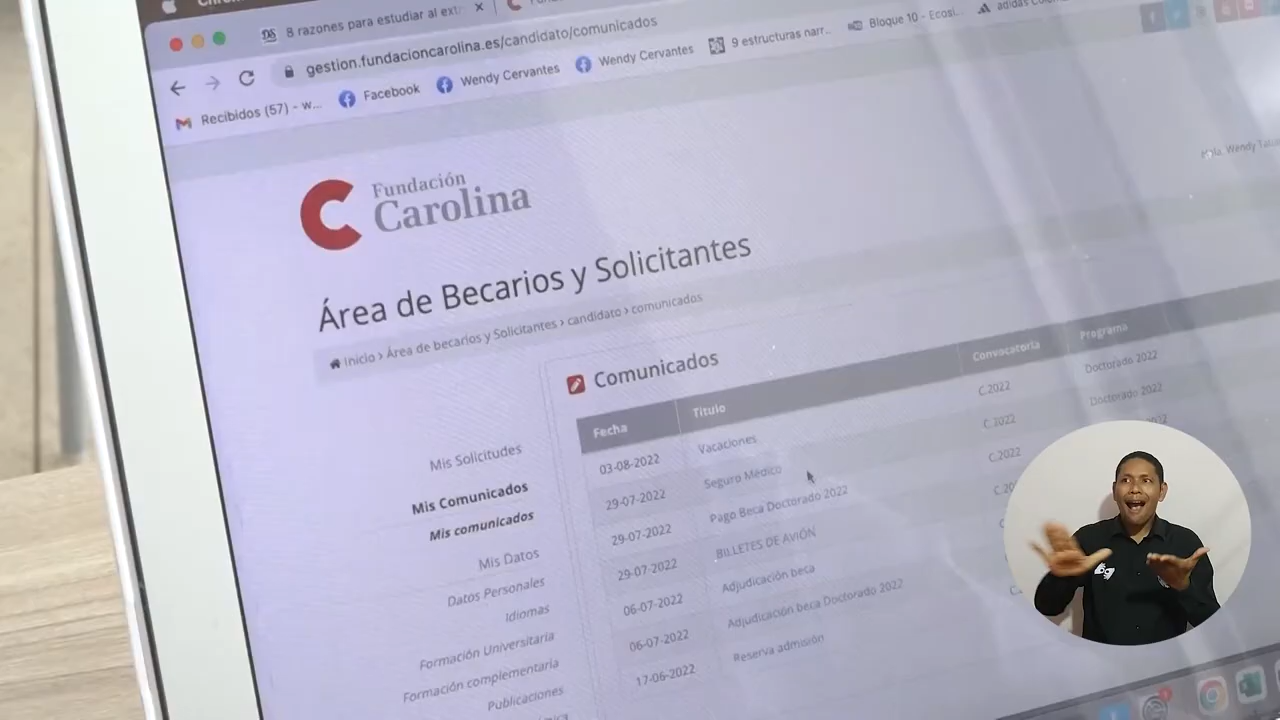 8 razones para estudiar al ext
gestion.fundacioncarolina.es/candidato/comunicados
Recibidos (57) - w...
Facebook
Wendy Cervantes
Wendy Cervantes
9 estructuras narr...
Bloque 10 - Ecosi...
adidas
Wendy
Fundación
Carolina
Área de Becarios y Solicitantes
Inicio > Área de becarios y Solicitantes > candidato > comunicados
Comunicados
Fecha Título Convocatoria Programa
03-08-2022 Vacaciones C.2022 Doctorado 2022
29-07-2022 Seguro Médico C.2022 Doctorado 2022
29-07-2022 Pago Beca Doctorado 2022 C.2022
29-07-2022 BILLETES DE AVIÓN
06-07-2022 Adjudicación beca
06-07-2022 Adjudicación beca Doctorado 2022
17-06-2022 Reserva admisión
Mis Solicitudes
Mis Comunicados
Mis comunicados
Mis Datos
Datos Personales
Idiomas
Formación Universitaria
Formación complementaria
Publicaciones